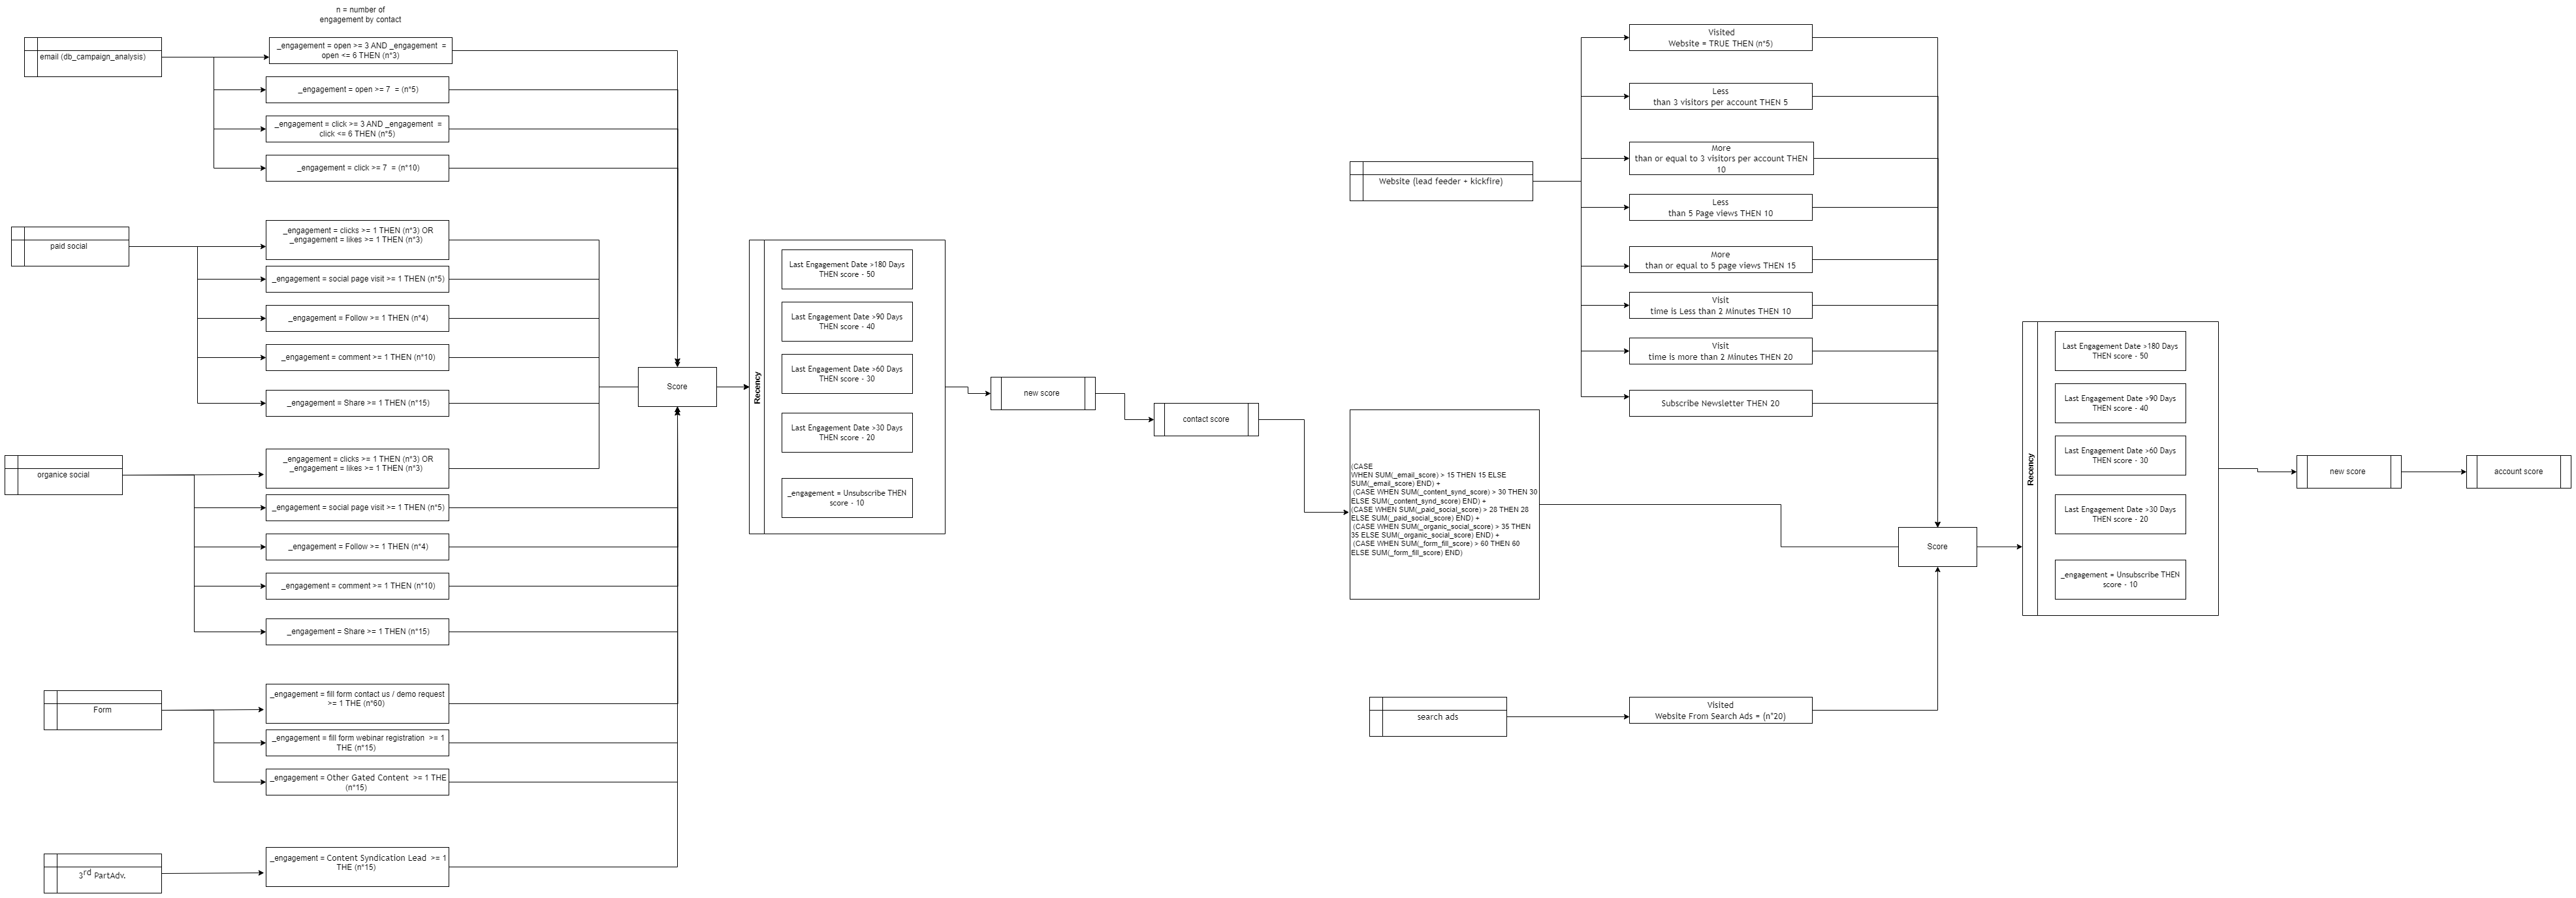 n = number of
engagement by contact
email (db_campaign_analysis)
_engagement = open >= 3 AND _engagement =
open <= 6 THEN (n*3)
_engagement = open >= 7 = (n*5)
_engagement = click >= 3 AND _engagement =
click <= 6 THEN (n*5)
_engagement = click >= 7 = (n*10)
paid social
_engagement = clicks >= 1 THEN (n*3) OR
_engagement = likes >= 1 THEN (n*3)
_engagement = social page visit >= 1 THEN (n*5)
_engagement = Follow >= 1 THEN (n*4)
_engagement = comment >= 1 THEN (n*10)
_engagement = Share >= 1 THEN (n*15)
organice social
_engagement = clicks >= 1 THEN (n*3) OR
_engagement = likes >= 1 THEN (n*3)
_engagement = social page visit >= 1 THEN (n*5)
_engagement = Follow >= 1 THEN (n*4)
_engagement = comment >= 1 THEN (n*10)
_engagement = Share >= 1 THEN (n*15)
Form
_engagement = fill form contact us / demo request
>= 1 THE (n*60)
_engagement = fill form webinar registration >= 1
THE (n*15)
_engagement = Other Gated Content >= 1 THE
(n*15)
3rd PartAdv.
_engagement = Content Syndication Lead >= 1
THE (n*15)
Score
Recency
Last Engagement Date >180 Days
THEN score - 50
Last Engagement Date >90 Days
THEN score - 40
Last Engagement Date >60 Days
THEN score - 30
Last Engagement Date >30 Days
THEN score - 20
_engagement = Unsubscribe THEN
score - 10
new score
contact score
(CASE
WHEN SUM(_email_score) > 15 THEN 15 ELSE
SUM(_email_score) END) +
(CASE WHEN SUM(_content_synd_score) > 30 THEN 30
ELSE SUM(_content_synd_score) END) +
(CASE WHEN SUM(_paid_social_score) > 28 THEN 28
ELSE SUM(_paid_social_score) END) +
(CASE WHEN SUM(_organic_social_score) > 35 THEN
35 ELSE SUM(_organic_social_score) END) +
(CASE WHEN SUM(_form_fill_score) > 60 THEN 60
ELSE SUM(_form_fill_score) END)
Website (lead feeder + kickfire)
Visited
Website = TRUE THEN (n*5)
Less
than 3 visitors per account THEN 5
More
than or equal to 3 visitors per account THEN
10
Less
than 5 Page views THEN 10
More
than or equal to 5 page views THEN 15
Visit
time is Less than 2 Minutes THEN 10
Visit
time is more than 2 Minutes THEN 20
Subscribe Newsletter THEN 20
search ads
Visited
Website From Search Ads = (n*20)
Score
Recency
Last Engagement Date >180 Days
THEN score - 50
Last Engagement Date >90 Days
THEN score - 40
Last Engagement Date >60 Days
THEN score - 30
Last Engagement Date >30 Days
THEN score - 20
_engagement = Unsubscribe THEN
score - 10
new score
account score